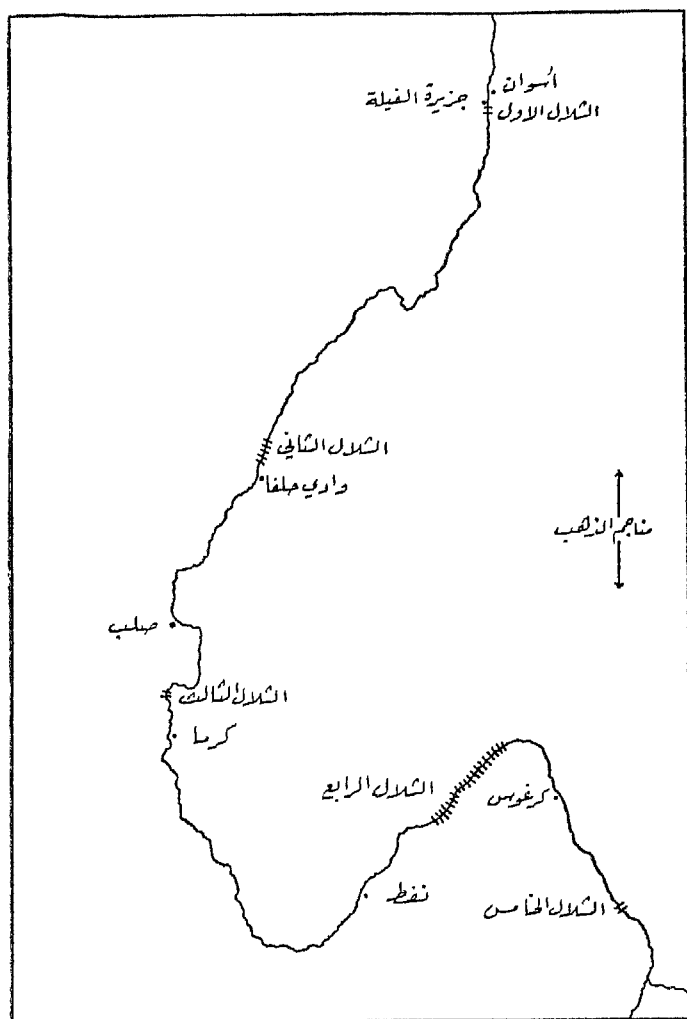 أسوان
جزيرة الفيلة
الشلال الاول
الشلال الثاني
وادي حلفا
مناجم الذهب
صلب
الشلال الثالث
كرما
الشلال الرابع
كرغوس
نفط
الشلال الخامس